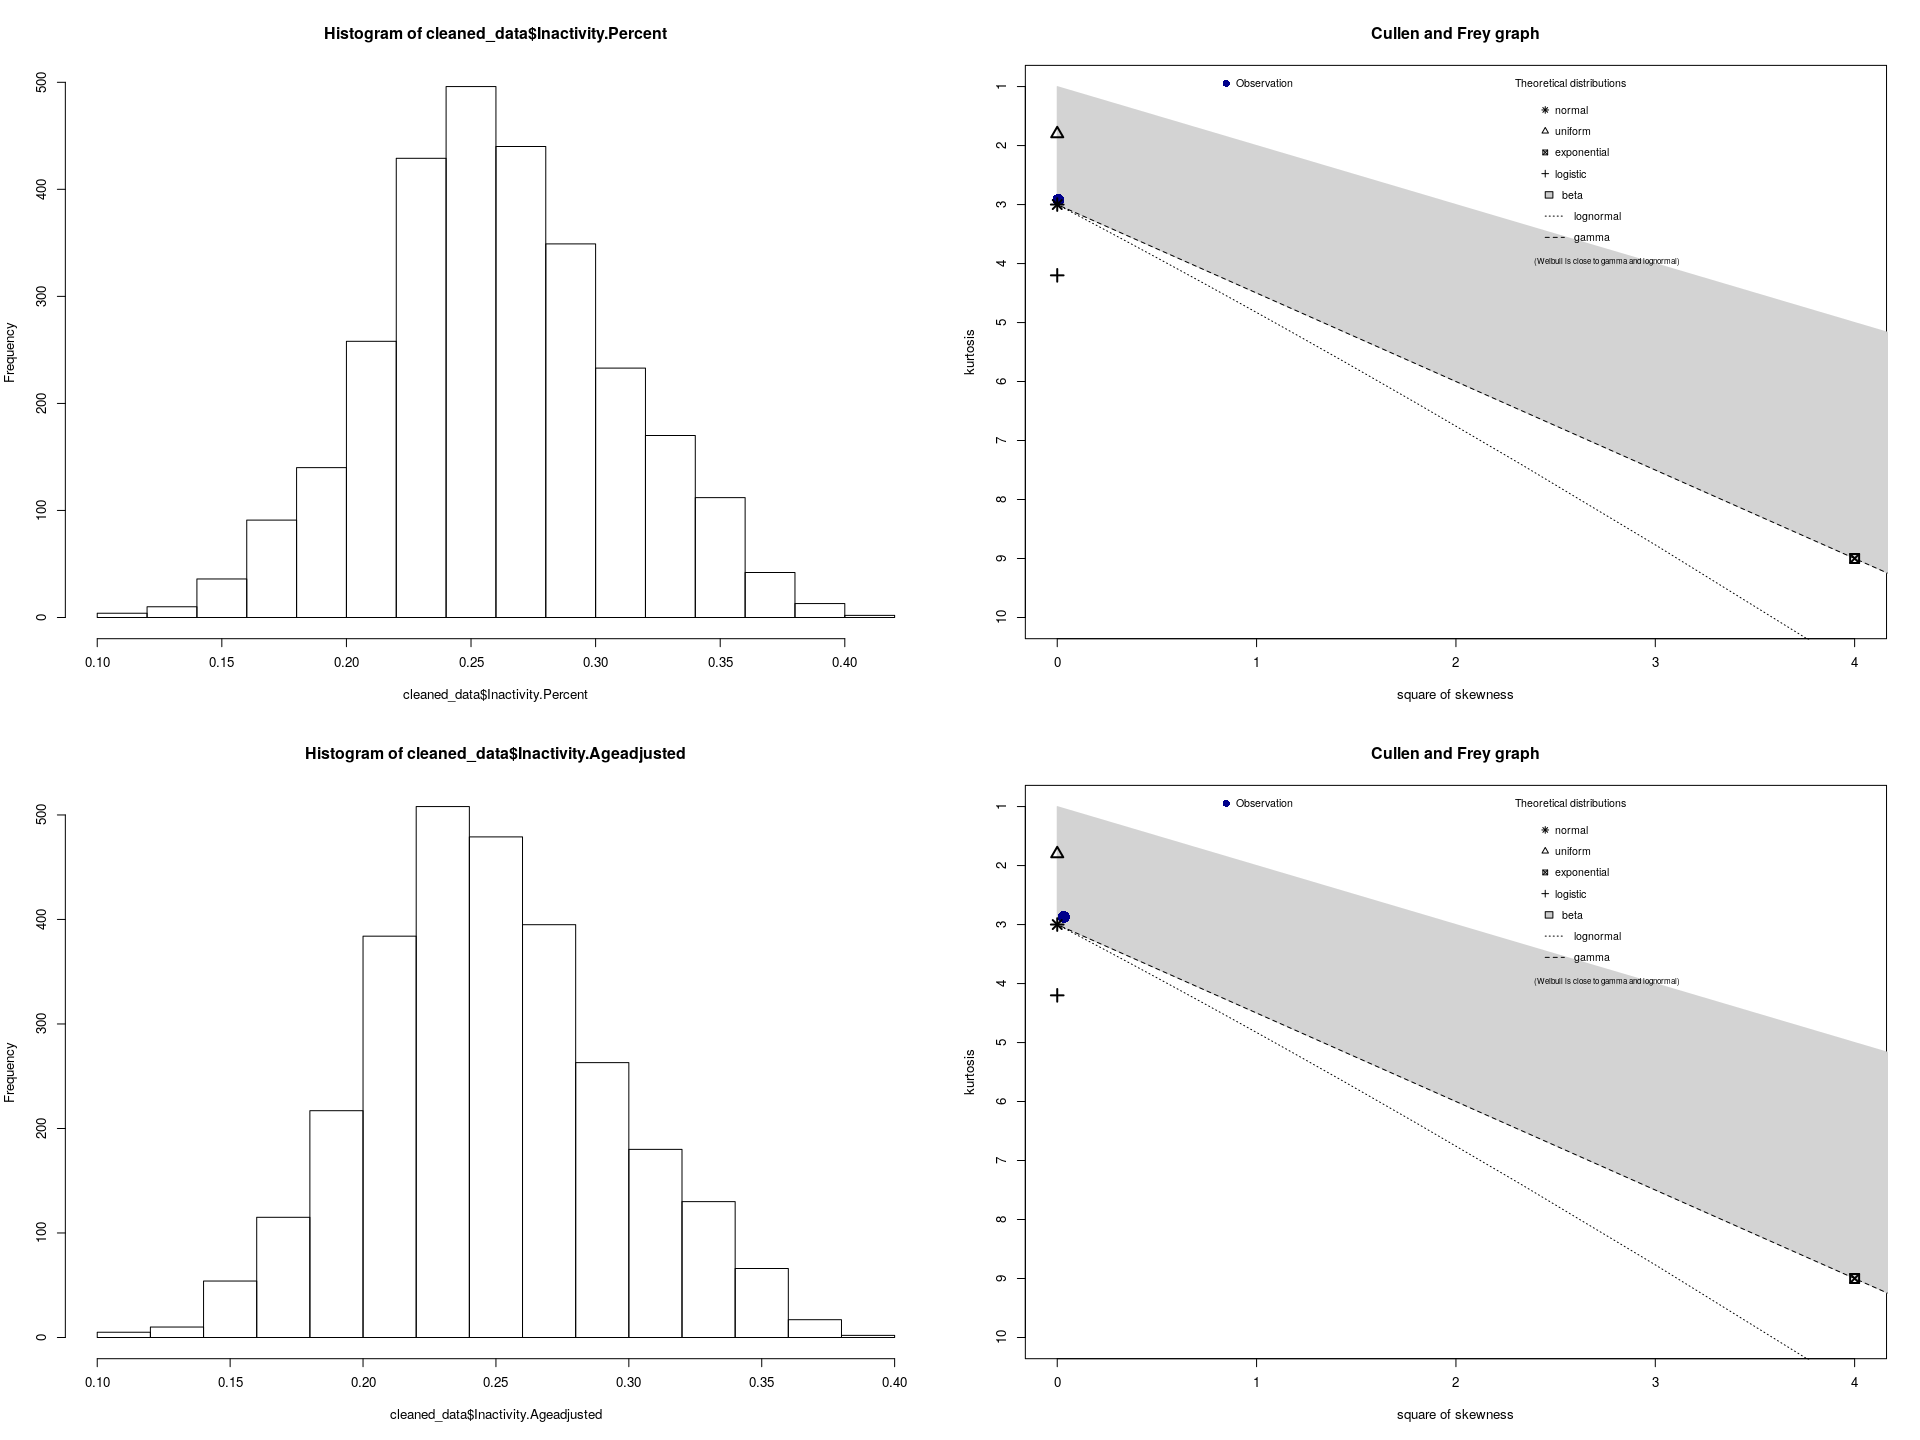 Histogram of cleaned_data$Inactivity.Percent
Frequency
500
400
300
200
100
0
0.10 0.15 0.20 0.25 0.30 0.35 0.40
cleaned_data$Inactivity.Percent
Cullen and Frey graph
Observation
Theoretical distributions
normal
uniform
exponential
logistic
beta
lognormal
gamma
(Weibull is close to gamma and lognormal)
kurtosis
1
2
3
4
5
6
7
8
9
10
0 1 2 3 4
square of skewness
Histogram of cleaned_data$Inactivity.Ageadjusted
Frequency
500
400
300
200
100
0
0.10 0.15 0.20 0.25 0.30 0.35 0.40
cleaned_data$Inactivity.Ageadjusted
Cullen and Frey graph
Observation
Theoretical distributions
normal
uniform
exponential
logistic
beta
lognormal
gamma
(Weibull is close to gamma and lognormal)
kurtosis
1
2
3
4
5
6
7
8
9
10
0 1 2 3 4
square of skewness